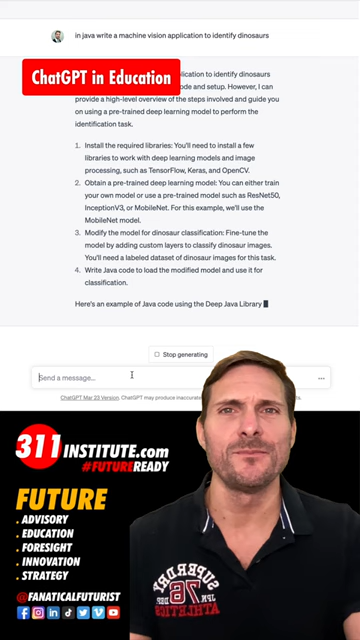 in java write a machine vision application to identify dinosaurs
ChatGPT in Education
lication to identify dinosaurs
ode and setup. However, I can
provide a high-level overview of the steps involved and guide you
on using a pre-trained deep learning model to perform the
identification task.
1. Install the required libraries: You'll need to install a few
libraries to work with deep learning models and image
processing, such as TensorFlow, Keras, and OpenCV.
2. Obtain a pre-trained deep learning model: You can either train
your own model or use a pre-trained model such as ResNet50,
InceptionV3, or MobileNet. For this example, we'll use the
MobileNet model.
3. Modify the model for dinosaur classification: Fine-tune the
model by adding custom layers to classify dinosaur images.
You'll need a labeled dataset of dinosaur images for this task.
4. Write Java code to load the modified model and use it for
classification.
Here's an example of Java code using the Deep Java Library
Stop generating
Send a message...
ChatGPT Mar 23 Version. ChatGPT may produce inaccura
ts.
311INSTITUTE.com
#FUTUREREADY
FUTURE
. ADVISORY
. EDUCATION
. FORESIGHT
. INNOVATION
. STRATEGY
@FANATICALFUTURIST
SUPERDRY
76
JPN
ATHLETICS